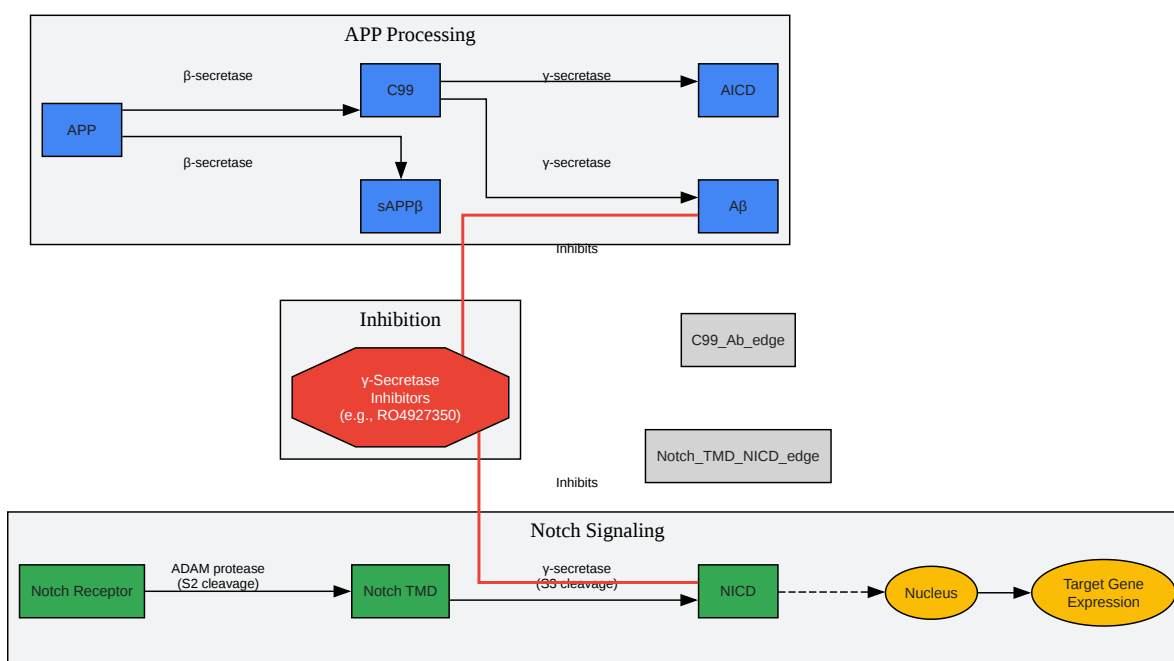 APP Processing
β-secretase
γ-secretase
C99
AICD
APP
β-secretase
γ-secretase
sAPPβ
Aβ
Inhibits
Inhibition
C99_Ab_edge
γ-Secretase
Inhibitors
(e.g., RO4927350)
Notch_TMD_NICD_edge
Inhibits
Notch Signaling
ADAM protease
(S2 cleavage)
γ-secretase
(S3 cleavage)
Notch Receptor
Notch TMD
NICD
Nucleus
Target Gene
Expression